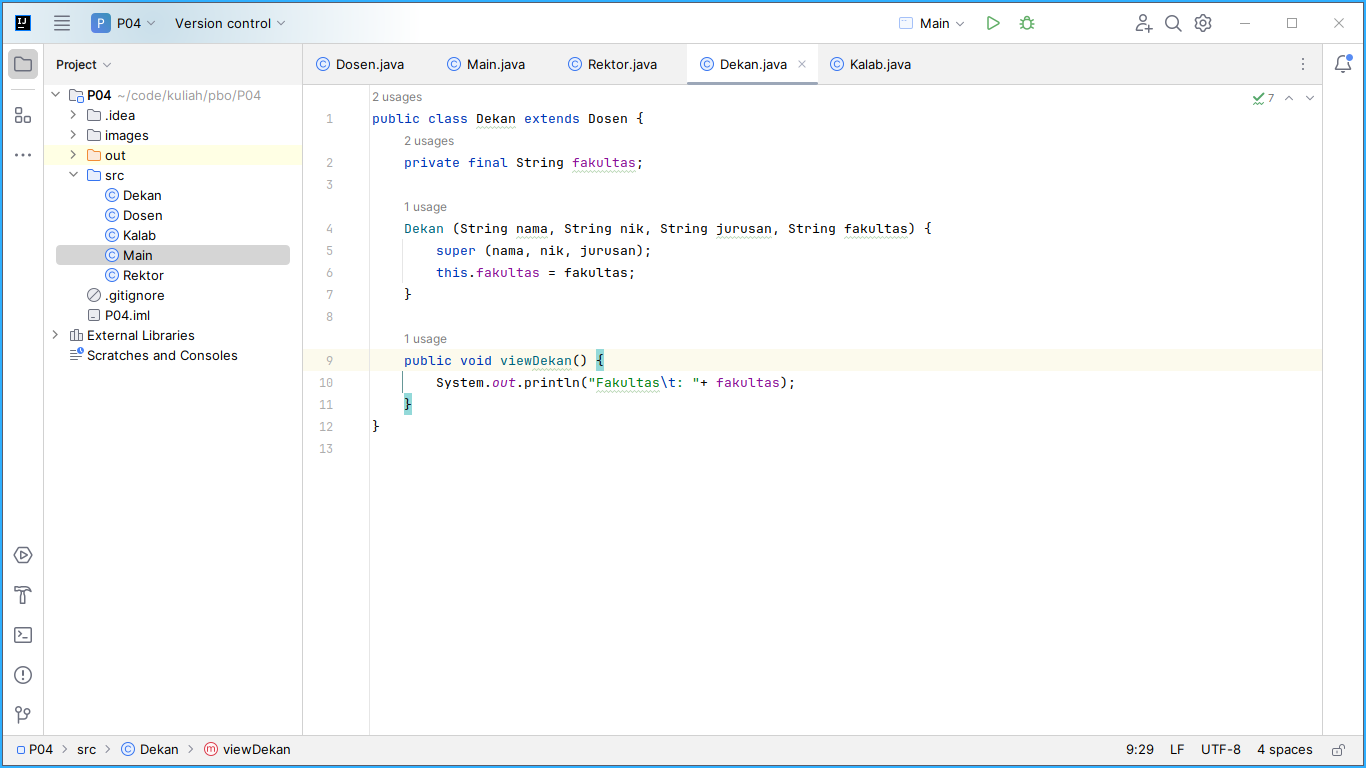 P P04 Version control Main
Project
Dosen.java Main.java Rektor.java Dekan.java Kalab.java
P04 ~/code/kuliah/pbo/P04
.idea
images
out
src
Dekan
Dosen
Kalab
Main
Rektor
.gitignore
P04.iml
External Libraries
Scratches and Consoles
2 usages
7
1 public class Dekan extends Dosen {
2 usages
2 private final String fakultas;
3
1 usage
4 Dekan (String nama, String nik, String jurusan, String fakultas) {
5 super (nama, nik, jurusan);
6 this.fakultas = fakultas;
7 }
8
1 usage
9 public void viewDekan() {
10 System.out.println("Fakultas\t: "+ fakultas);
11 }
12 }
13
P04 src Dekan viewDekan
9:29 LF UTF-8 4 spaces